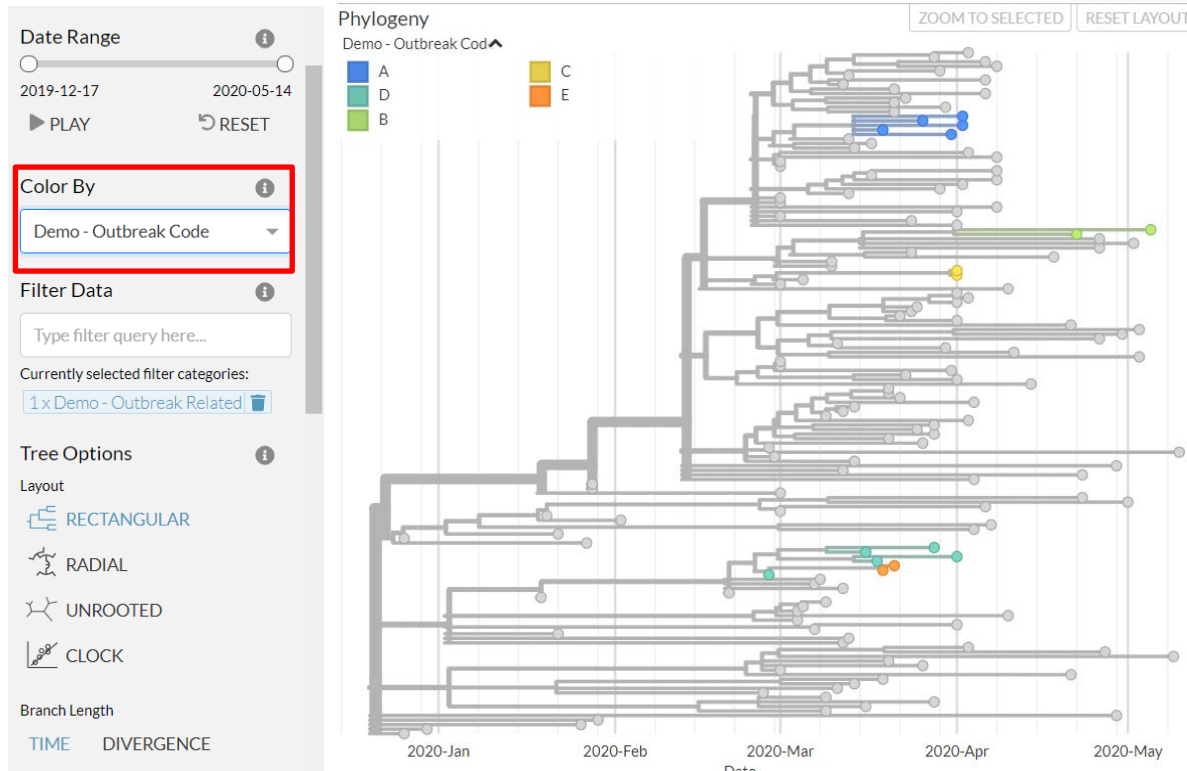 Date Range
2019-12-17 2020-05-14
PLAY RESET
Color By
Demo - Outbreak Code
Filter Data
Type filter query here...
Currently selected filter categories:
1 x Demo - Outbreak Related
Tree Options
Layout
RECTANGULAR
RADIAL
UNROOTED
CLOCK
Branch Length
TIME DIVERGENCE
Phylogeny
ZOOM TO SELECTED RESET LAYOUT
Demo - Outbreak Cod
A C
D E
B
2020-Jan 2020-Feb 2020-Mar 2020-Apr 2020-May
Date